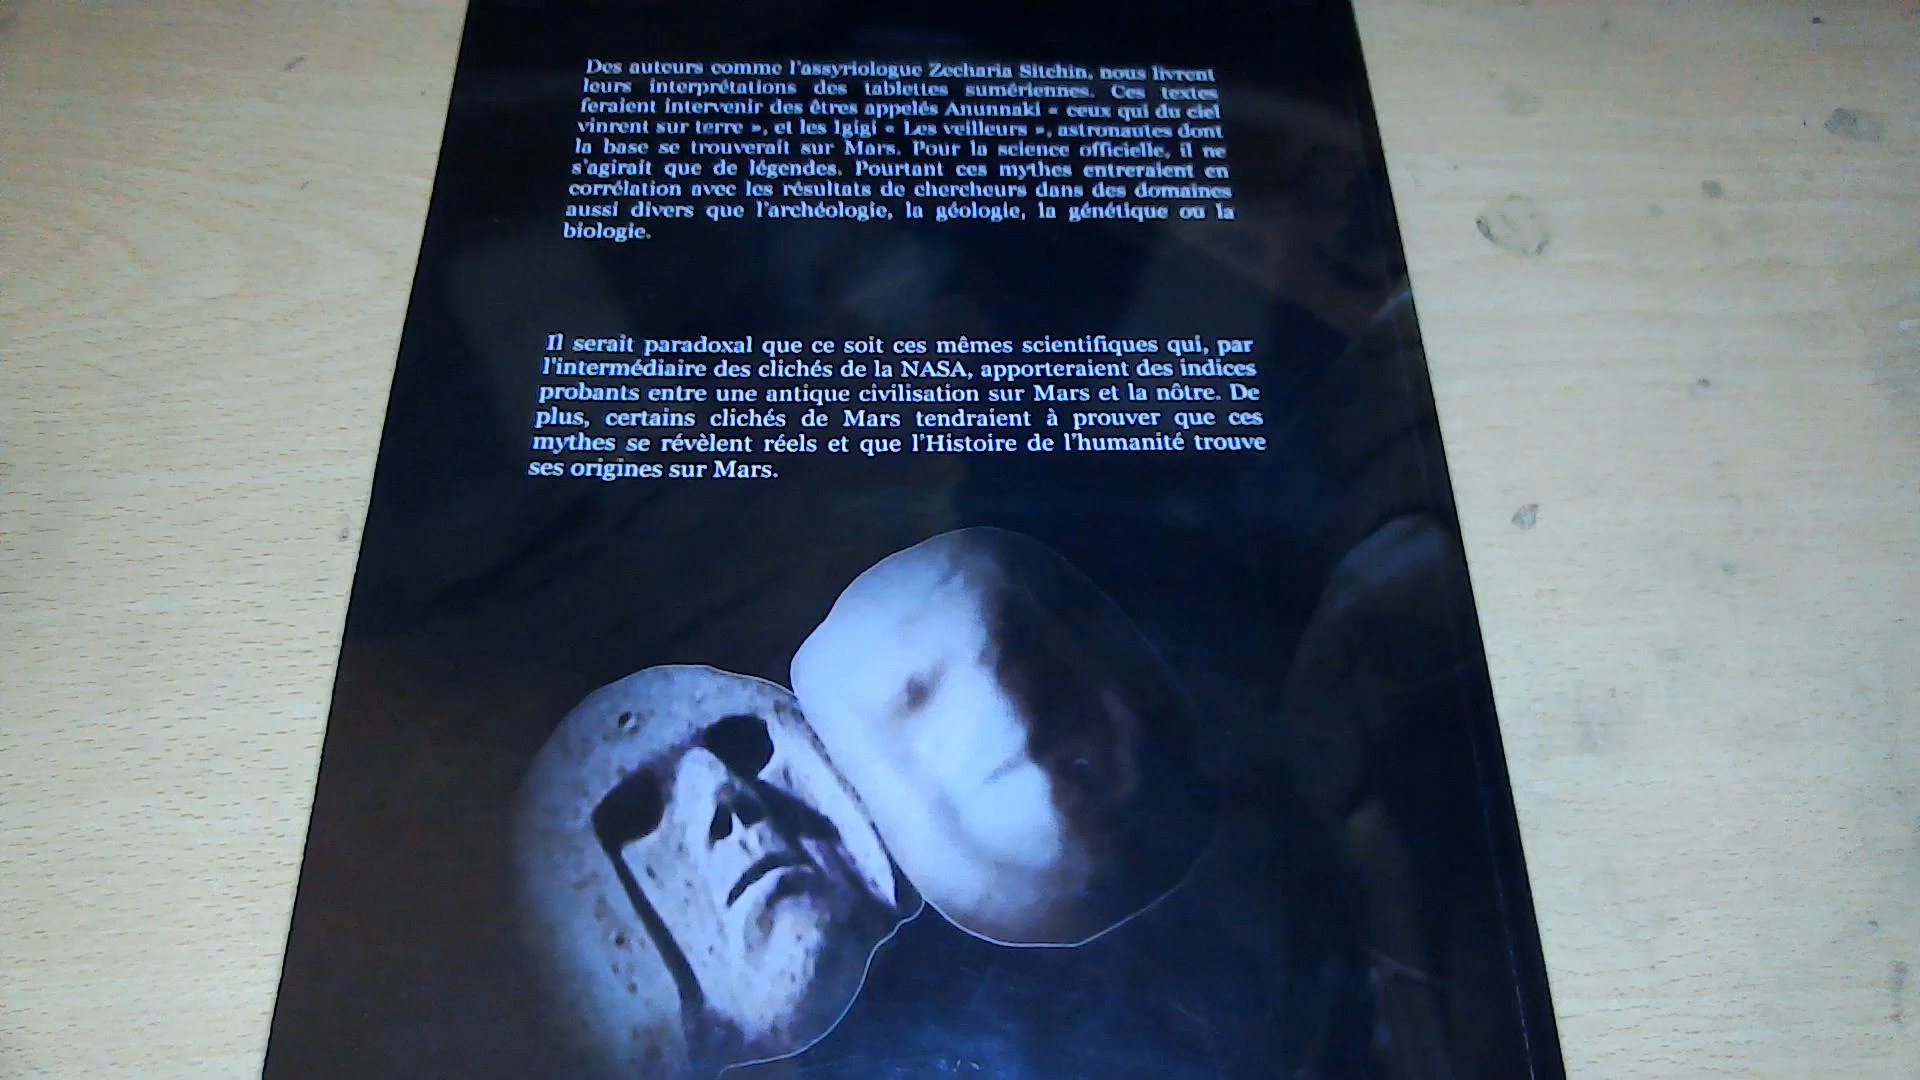 Des auteurs comme l'assyriologue Zecharia Sitchin, nous livrent
leurs interprétations des tablettes sumériennes. Ces textes
feraient intervenir des êtres appelés Anunnaki « ceux qui du ciel
vinrent sur terre », et les Igigi « Les veilleurs », astronautes dont
la base se trouverait sur Mars. Pour la science officielle, il ne
s'agirait que de légendes. Pourtant ces mythes entreraient en
corrélation avec les résultats de chercheurs dans des domaines
aussi divers que l'archéologie, la géologie, la génétique ou la
biologie.
Il serait paradoxal que ce soit ces mêmes scientifiques qui, par
l'intermédiaire des clichés de la NASA, apporteraient des indices
probants entre une antique civilisation sur Mars et la nôtre. De
plus, certains clichés de Mars tendraient à prouver que ces
mythes se révèlent réels et que l'Histoire de l'humanité trouve
ses origines sur Mars.